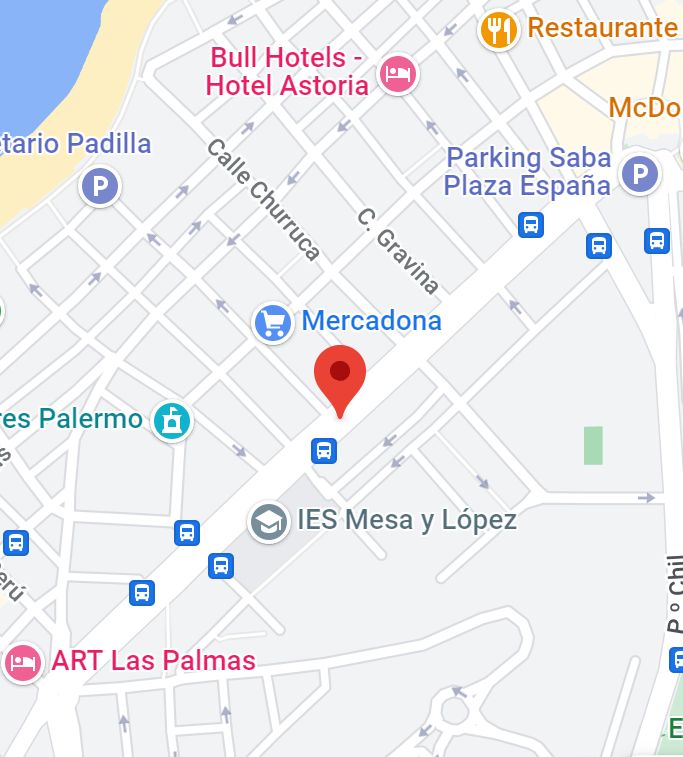 Restaurante
Bull Hotels -
Hotel Astoria
McDo
etario Padilla
P
Parking Saba
Plaza España
P
Calle Churruca
C. Gravina
Mercadona
res Palermo
IES Mesa y López
erú
P.º Chil
ART Las Palmas
E